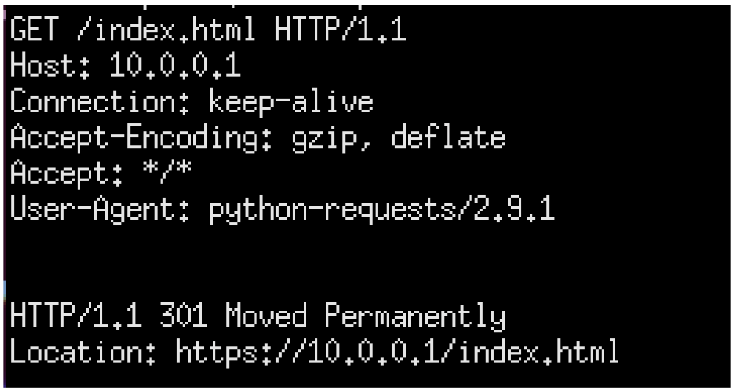 GET /index.html HTTP/1.1
Host: 10.0.0.1
Connection: keep-alive
Accept-Encoding: gzip, deflate
Accept: */*
User-Agent: python-requests/2.9.1
HTTP/1.1 301 Moved Permanently
Location: https://10.0.0.1/index.html